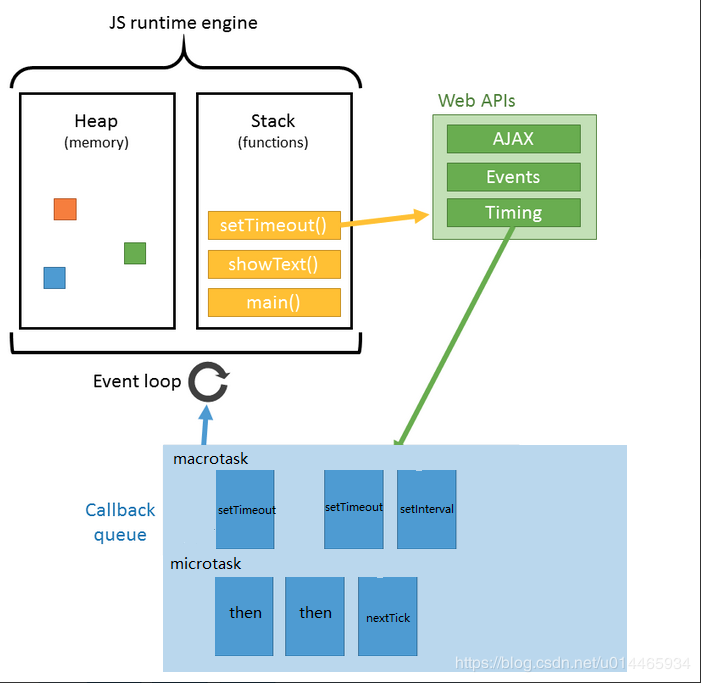 JS runtime engine
Heap
(memory)
Stack
(functions)
setTimeout()
showText()
main()
Web APIs
AJAX
Events
Timing
Event loop
Callback
queue
macrotask
setTimeout
setTimeout
setInterval
microtask
then
then
nextTick
https://blog.csdn.net/u014465934